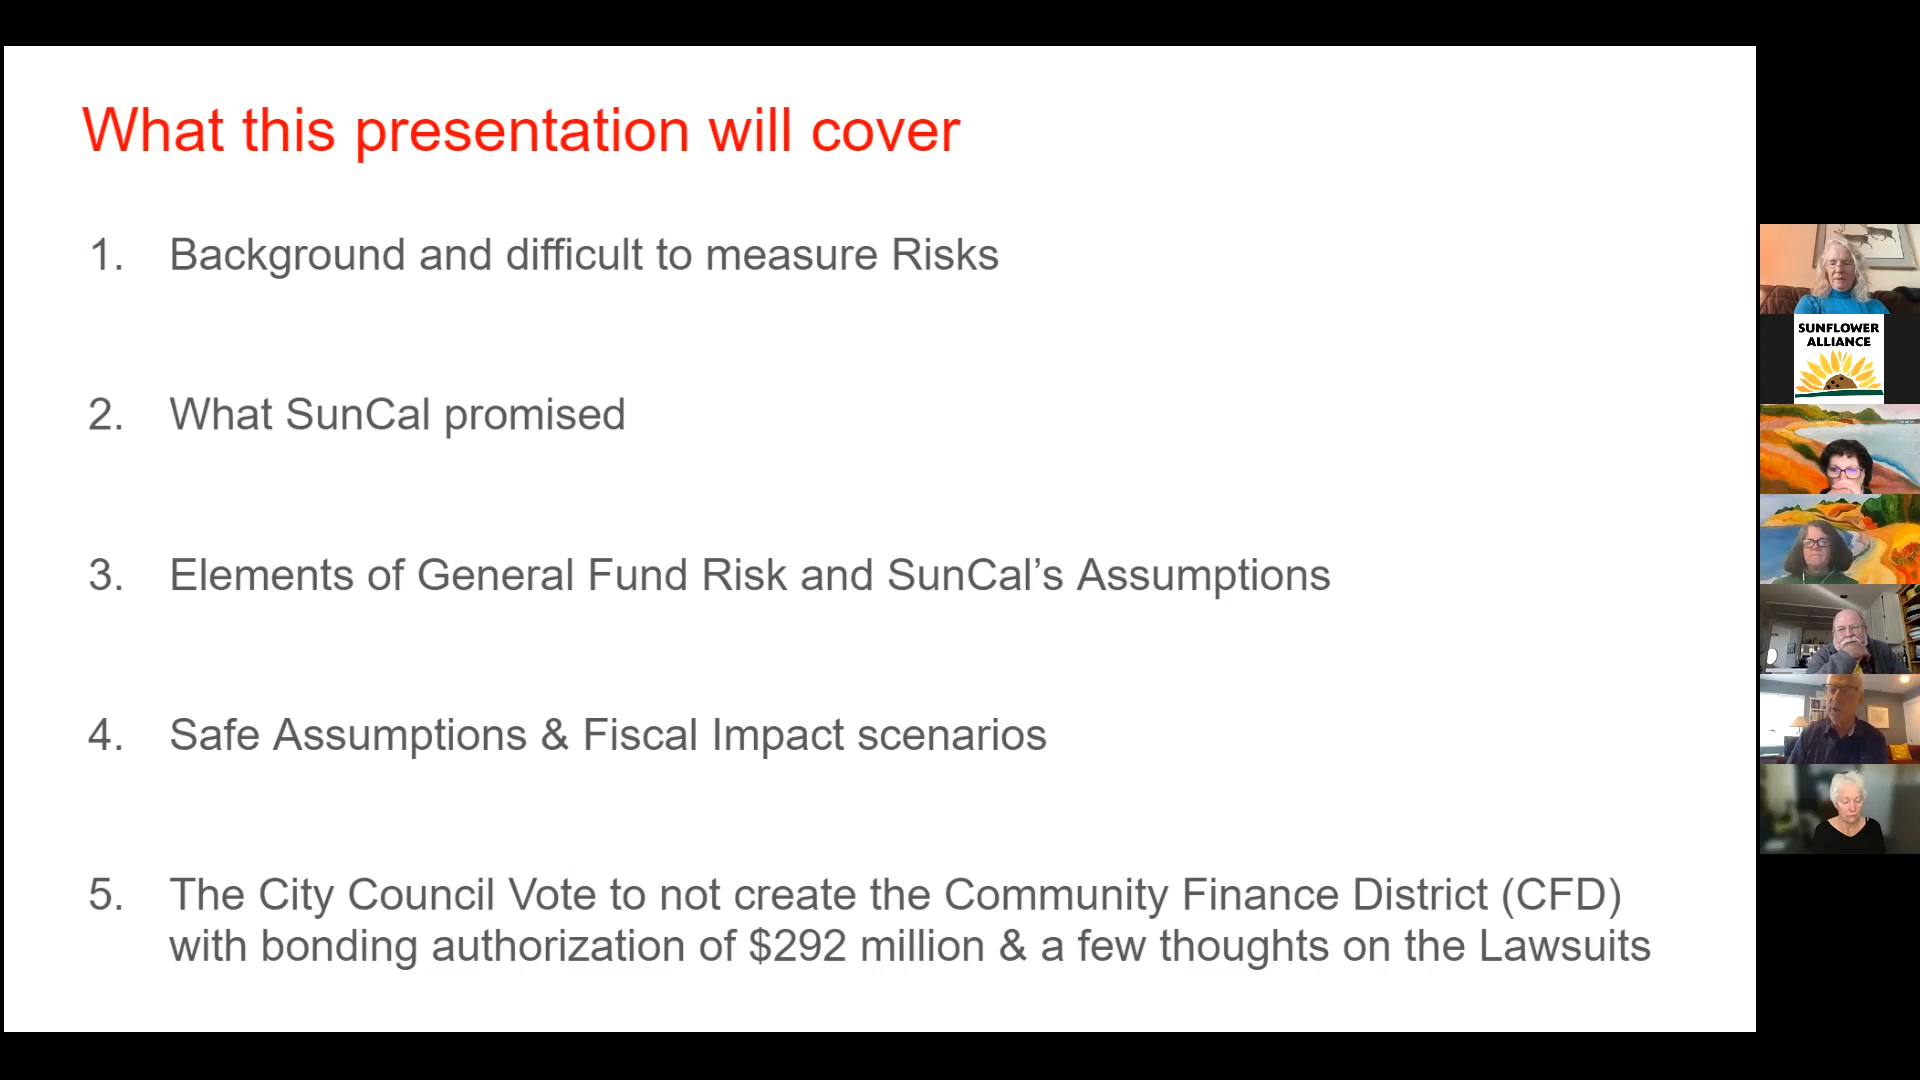 What this presentation will cover
1. Background and difficult to measure Risks
2. What SunCal promised
3. Elements of General Fund Risk and SunCal’s Assumptions
4. Safe Assumptions & Fiscal Impact scenarios
5. The City Council Vote to not create the Community Finance District (CFD)
with bonding authorization of $292 million & a few thoughts on the Lawsuits
SUNFLOWER
ALLIANCE